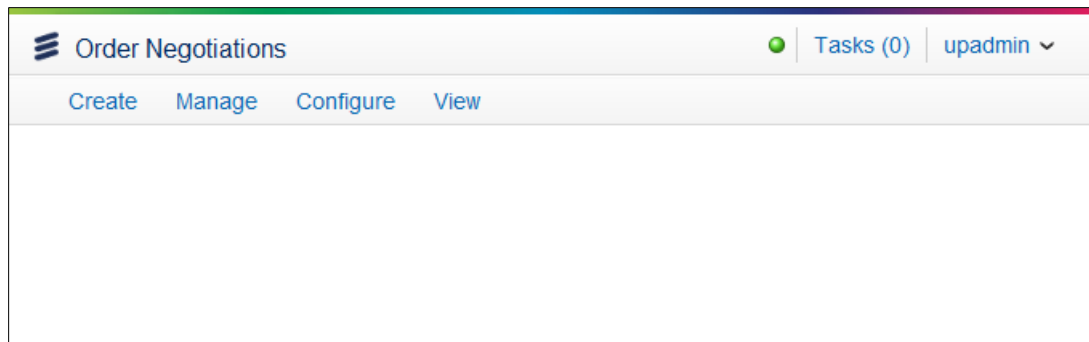 Order Negotiations Tasks (0) upadmin
Create Manage Configure View